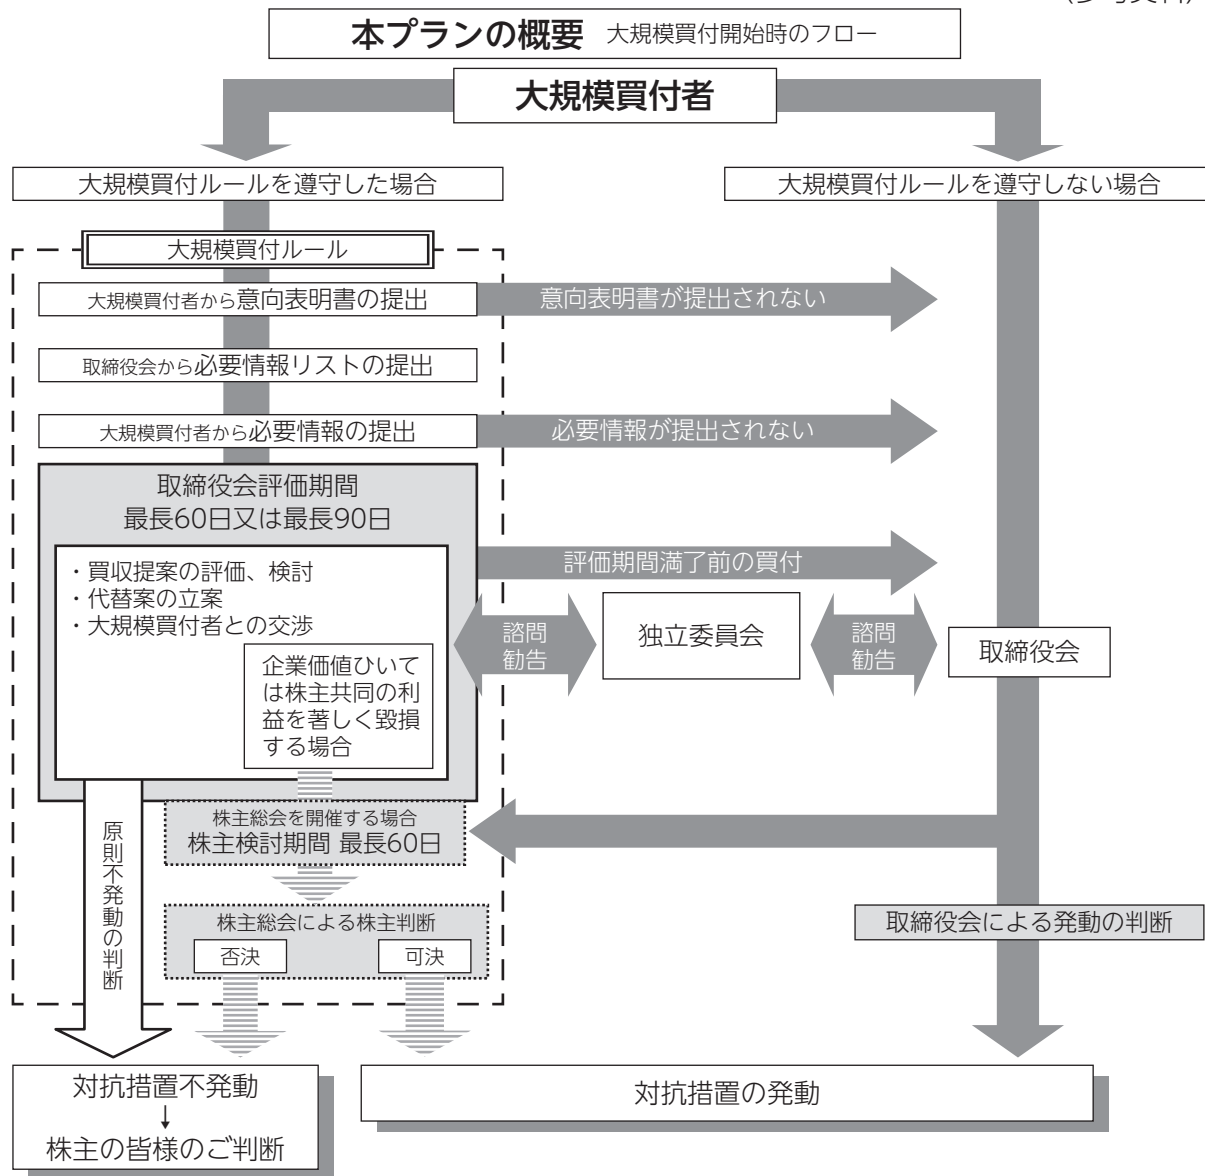 本プランの概要 大規模買付開始時のフロー
大規模買付者
大規模買付ルールを遵守した場合
大規模買付ルールを遵守しない場合
大規模買付ルール
大規模買付者から意向表明書の提出
意向表明書が提出されない
取締役会から必要情報リストの提出
大規模買付者から必要情報の提出
必要情報が提出されない
取締役会評価期間
最長60日又は最長90日
評価期間満了前の買付
・買収提案の評価、検討
・代替案の立案
・大規模買付者との交渉
企業価値ひいて
は株主共同の利
益を著しく毀損
する場合
諮問
勧告
独立委員会
諮問
勧告
取締役会
株主総会を開催する場合
株主検討期間 最長60日
原則不発動の判断
株主総会による株主判断
否決
可決
取締役会による発動の判断
対抗措置不発動
↓
株主の皆様のご判断
対抗措置の発動